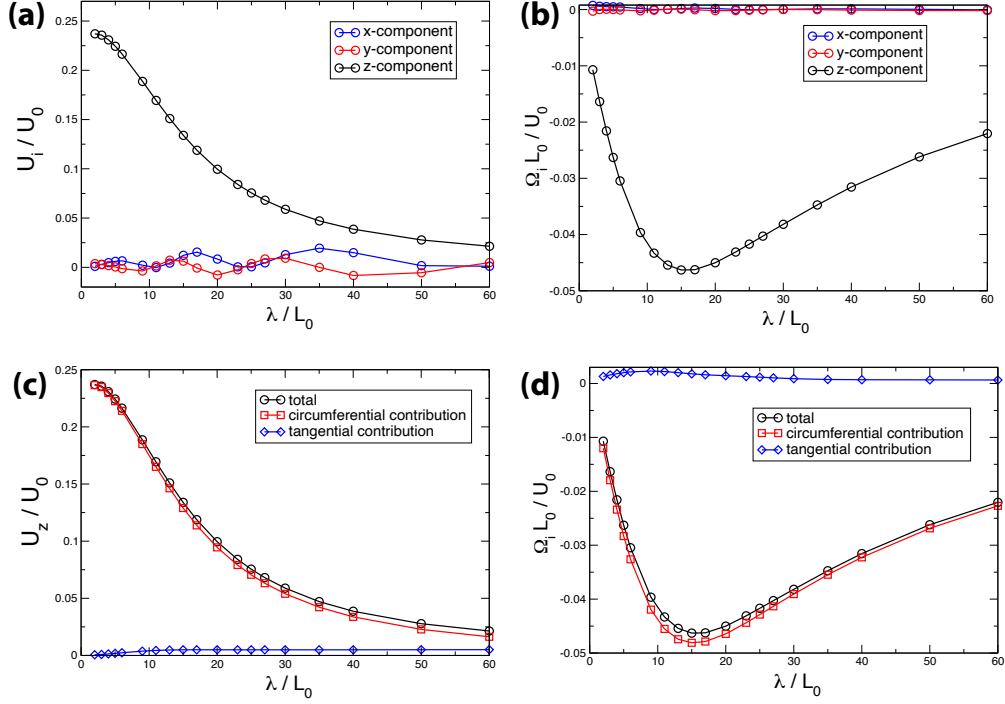 (a)
U_i / U_0
0.25
0.2
0.15
0.1
0.05
0
x-component
y-component
z-component
0 10 20 30 40 50 60
λ / L_0
(b)
Ω_i L_0 / U_0
0
-0.01
-0.02
-0.03
-0.04
-0.05
x-component
y-component
z-component
0 10 20 30 40 50 60
λ / L_0
(c)
U_z / U_0
0.25
0.2
0.15
0.1
0.05
0
total
circumferential contribution
tangential contribution
0 10 20 30 40 50 60
λ / L_0
(d)
Ω_i L_0 / U_0
0
-0.01
-0.02
-0.03
-0.04
-0.05
total
circumferential contribution
tangential contribution
0 10 20 30 40 50 60
λ / L_0